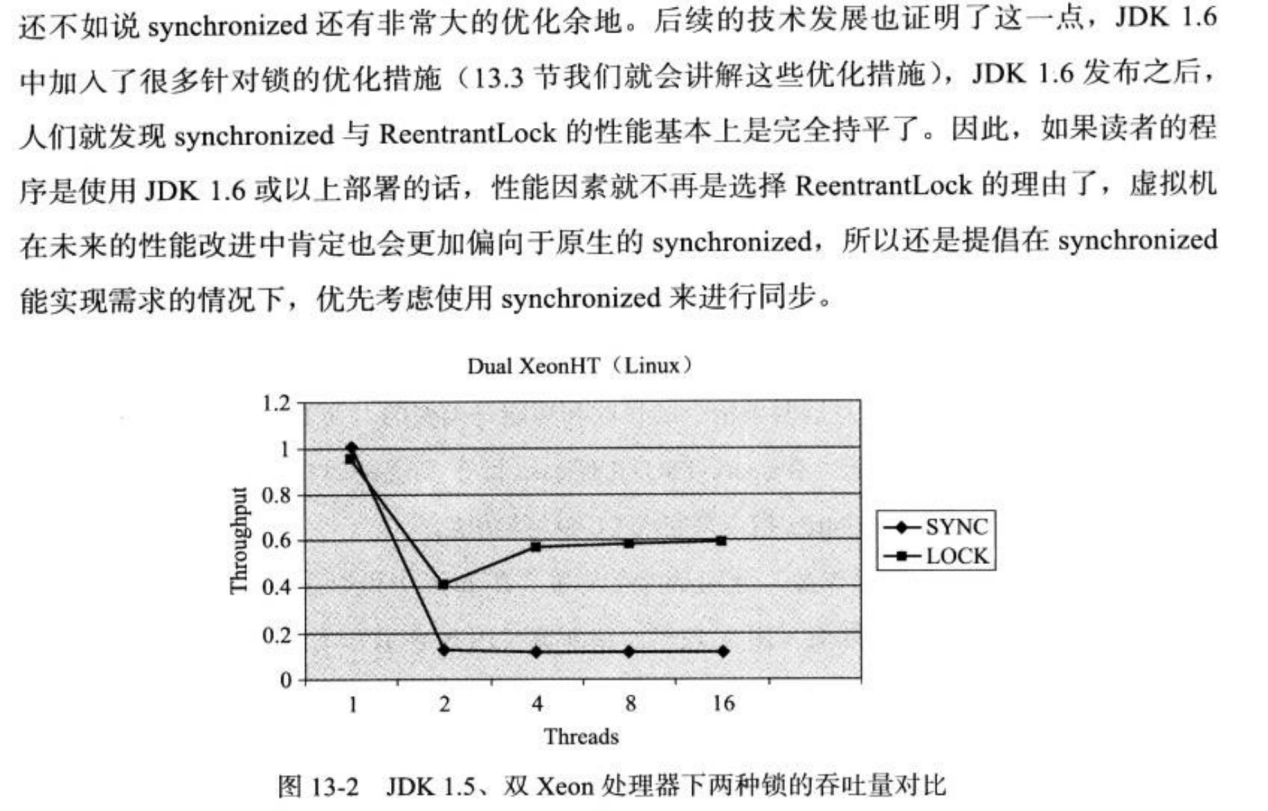 还不如说 synchronized 还有非常大的优化余地。后续的技术发展也证明了这一点，JDK 1.6
中加入了很多针对锁的优化措施（13.3 节我们就会讲解这些优化措施），JDK 1.6 发布之后，
人们就发现 synchronized 与 ReentrantLock 的性能基本上是完全持平了。因此，如果读者的程
序是使用 JDK 1.6 或以上部署的话，性能因素就不再是选择 ReentrantLock 的理由了，虚拟机
在未来的性能改进中肯定也会更加偏向于原生的 synchronized，所以还是提倡在 synchronized
能实现需求的情况下，优先考虑使用 synchronized 来进行同步。
Dual XeonHT（Linux）
1.2
1
0.8
0.6
0.4
0.2
0
Throughput
1 2 4 8 16
Threads
SYNC
LOCK
图 13-2 JDK 1.5、双 Xeon 处理器下两种锁的吞吐量对比